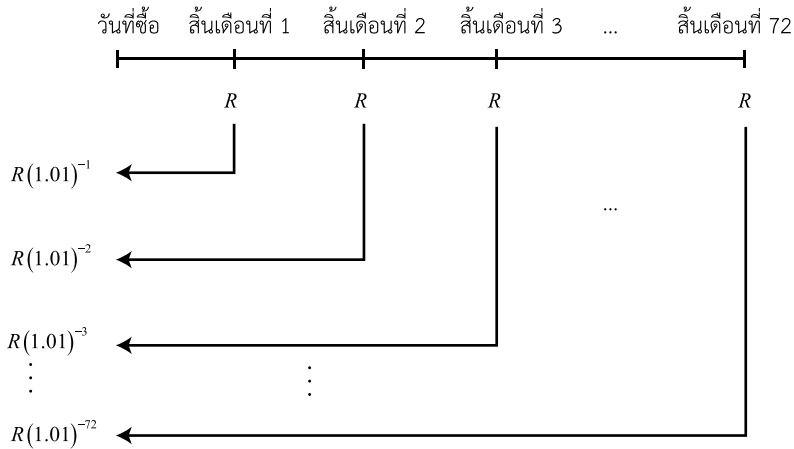 วันที่ซื้อ สิ้นเดือนที่ 1 สิ้นเดือนที่ 2 สิ้นเดือนที่ 3 ... สิ้นเดือนที่ 72
R R R R
R(1.01)⁻¹
...
R(1.01)⁻²
R(1.01)⁻³
⋮ ⋮
R(1.01)⁻⁷²